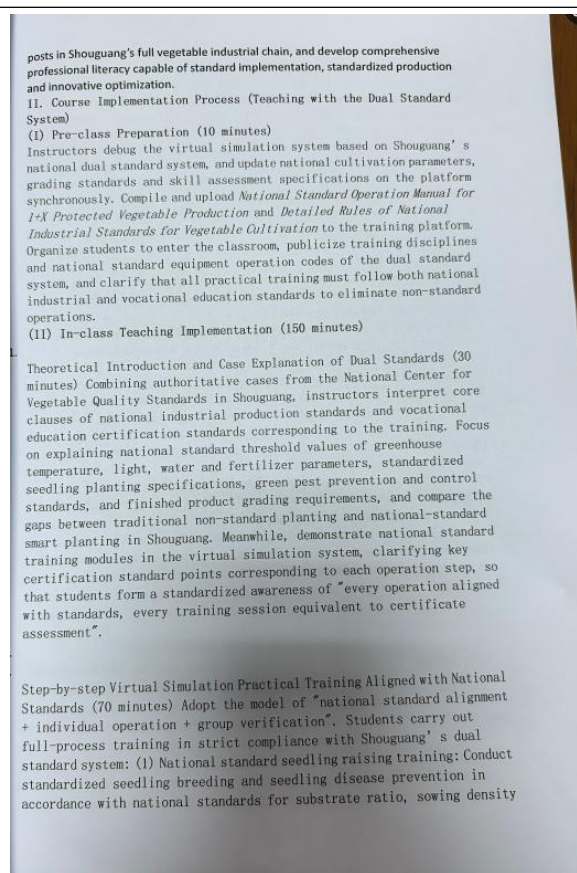 posts in Shouguang's full vegetable industrial chain, and develop comprehensive
professional literacy capable of standard implementation, standardized production
and innovative optimization.
II. Course Implementation Process (Teaching with the Dual Standard
System)
(I) Pre-class Preparation (10 minutes)
Instructors debug the virtual simulation system based on Shouguang's
national dual standard system, and update national cultivation parameters,
grading standards and skill assessment specifications on the platform
synchronously. Compile and upload National Standard Operation Manual for
1+X Protected Vegetable Production and Detailed Rules of National
Industrial Standards for Vegetable Cultivation to the training platform.
Organize students to enter the classroom, publicize training disciplines
and national standard equipment operation codes of the dual standard
system, and clarify that all practical training must follow both national
industrial and vocational education standards to eliminate non-standard
operations.
(II) In-class Teaching Implementation (150 minutes)
1.
Theoretical Introduction and Case Explanation of Dual Standards (30
minutes) Combining authoritative cases from the National Center for
Vegetable Quality Standards in Shouguang, instructors interpret core
clauses of national industrial production standards and vocational
education certification standards corresponding to the training. Focus
on explaining national standard threshold values of greenhouse
temperature, light, water and fertilizer parameters, standardized
seedling planting specifications, green pest prevention and control
standards, and finished product grading requirements, and compare the
gaps between traditional non-standard planting and national-standard
smart planting in Shouguang. Meanwhile, demonstrate national standard
training modules in the virtual simulation system, clarifying key
certification standard points corresponding to each operation step, so
that students form a standardized awareness of "every operation aligned
with standards, every training session equivalent to certificate
assessment".
Step-by-step Virtual Simulation Practical Training Aligned with National
Standards (70 minutes) Adopt the model of "national standard alignment
+ individual operation + group verification". Students carry out
full-process training in strict compliance with Shouguang's dual
standard system: (1) National standard seedling raising training: Conduct
standardized seedling breeding and seedling disease prevention in
accordance with national standards for substrate ratio, sowing density